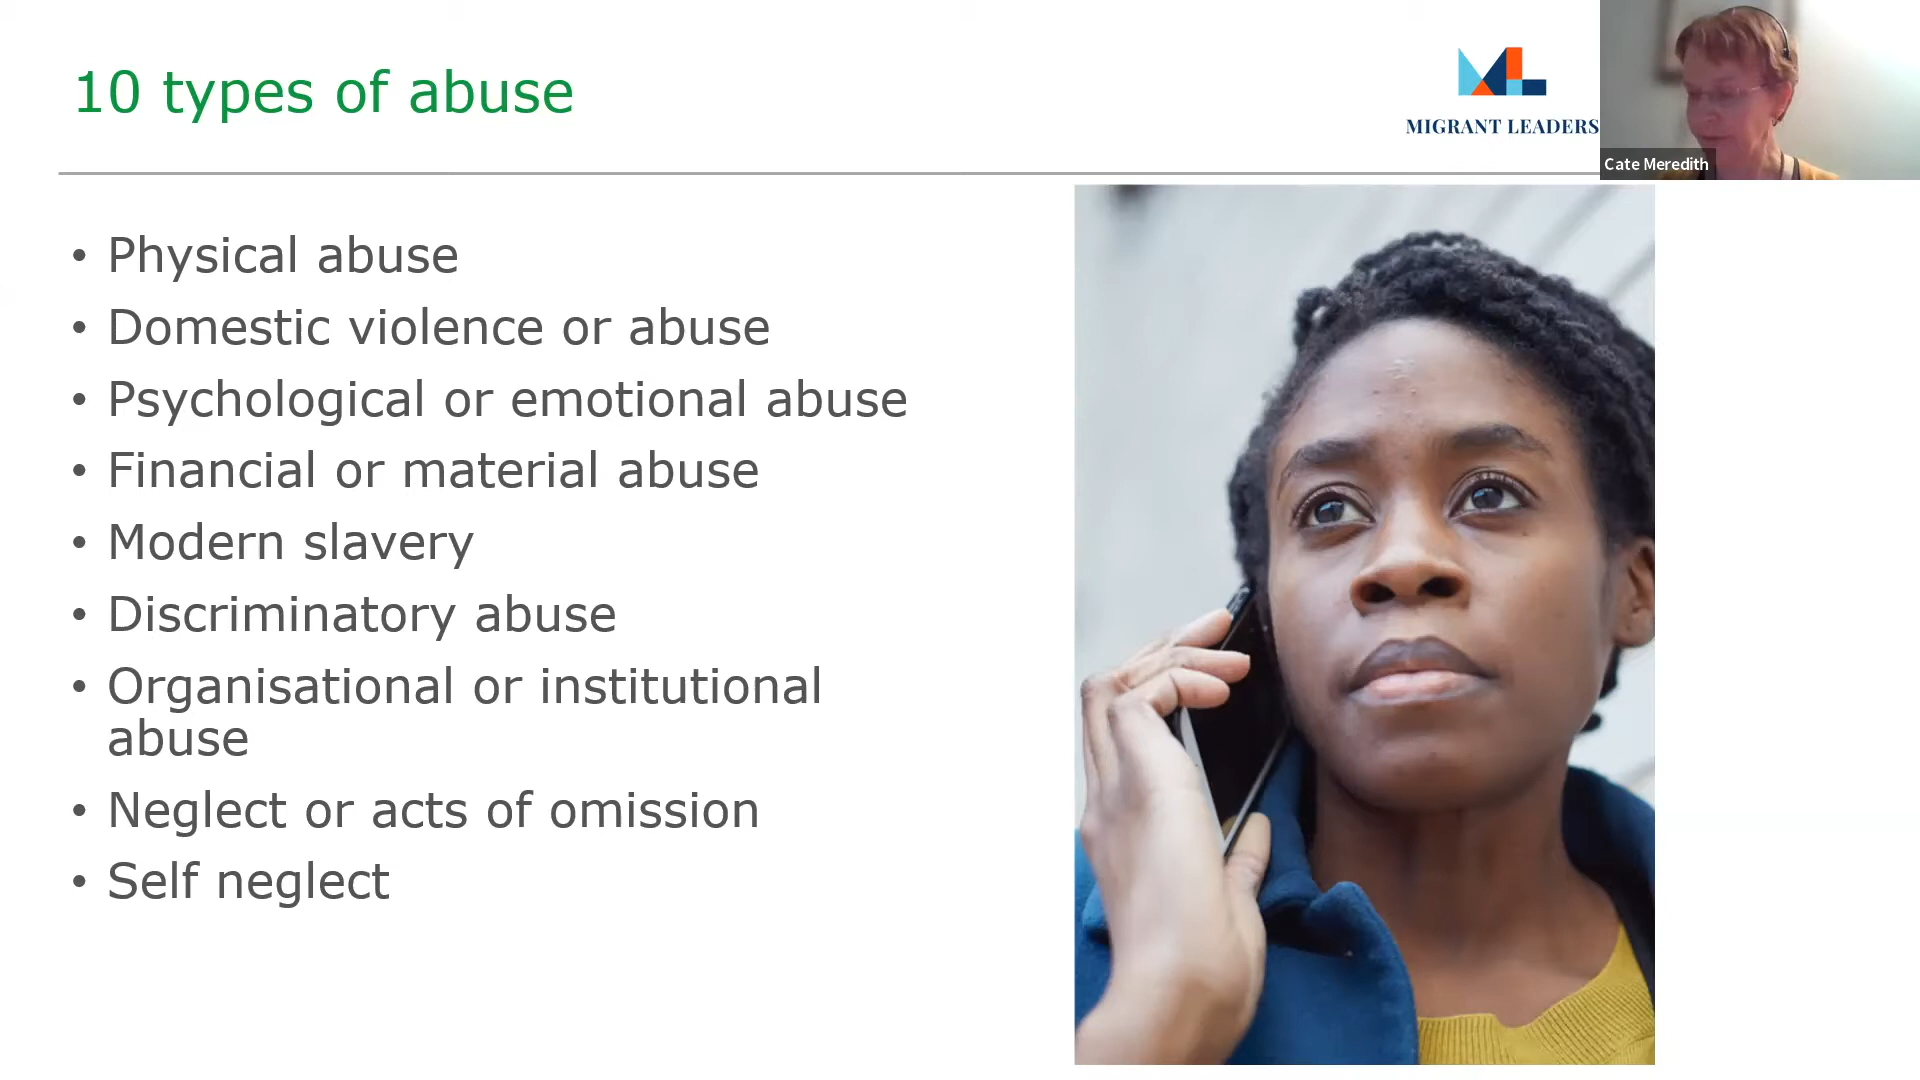 10 types of abuse
MIGRANT LEADERS
Cate Meredith
• Physical abuse
• Domestic violence or abuse
• Psychological or emotional abuse
• Financial or material abuse
• Modern slavery
• Discriminatory abuse
• Organisational or institutional
abuse
• Neglect or acts of omission
• Self neglect